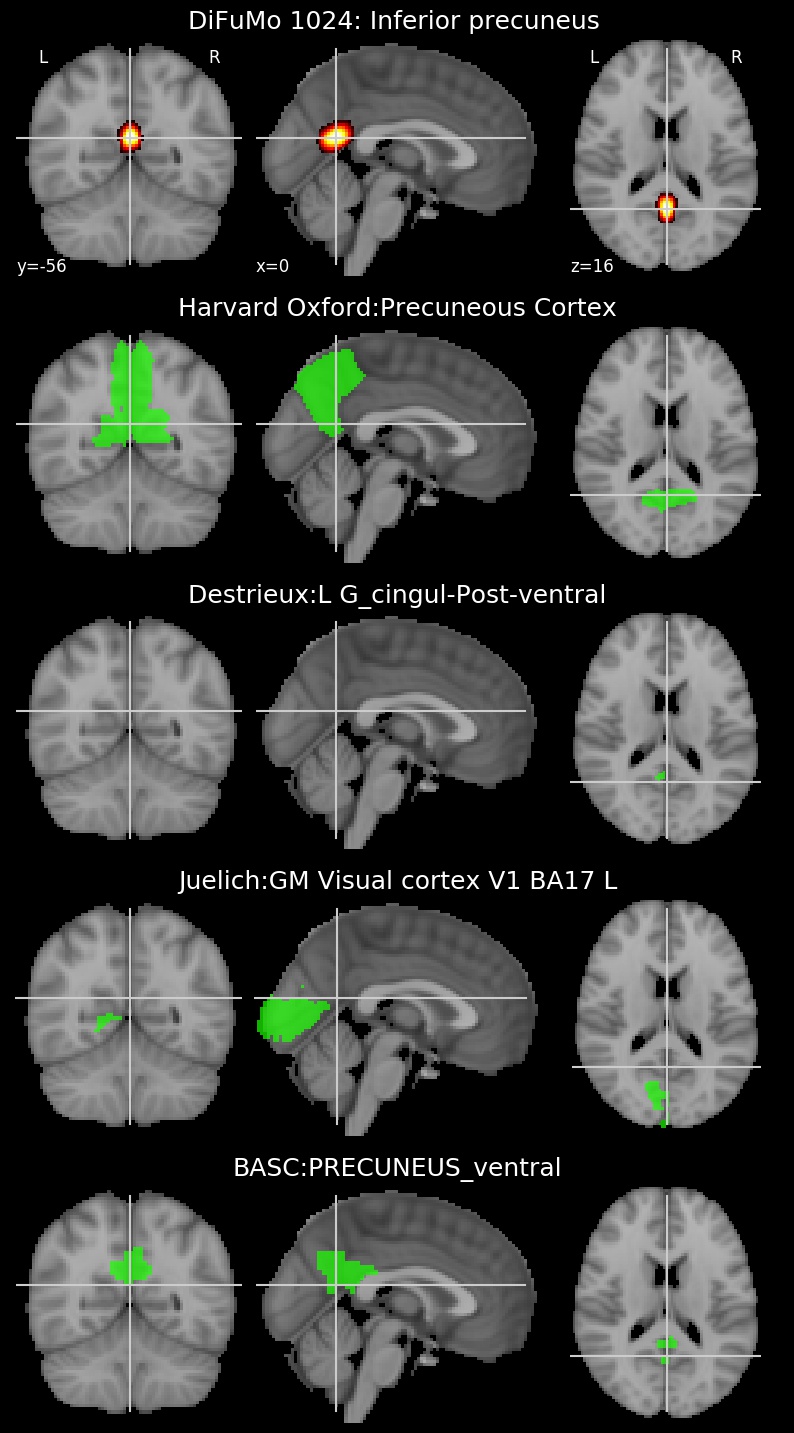 DiFuMo 1024: Inferior precuneus
L R L R
y=-56 x=0 z=16
Harvard Oxford:Precuneous Cortex
Destrieux:L G_cingul-Post-ventral
Juelich:GM Visual cortex V1 BA17 L
BASC:PRECUNEUS_ventral